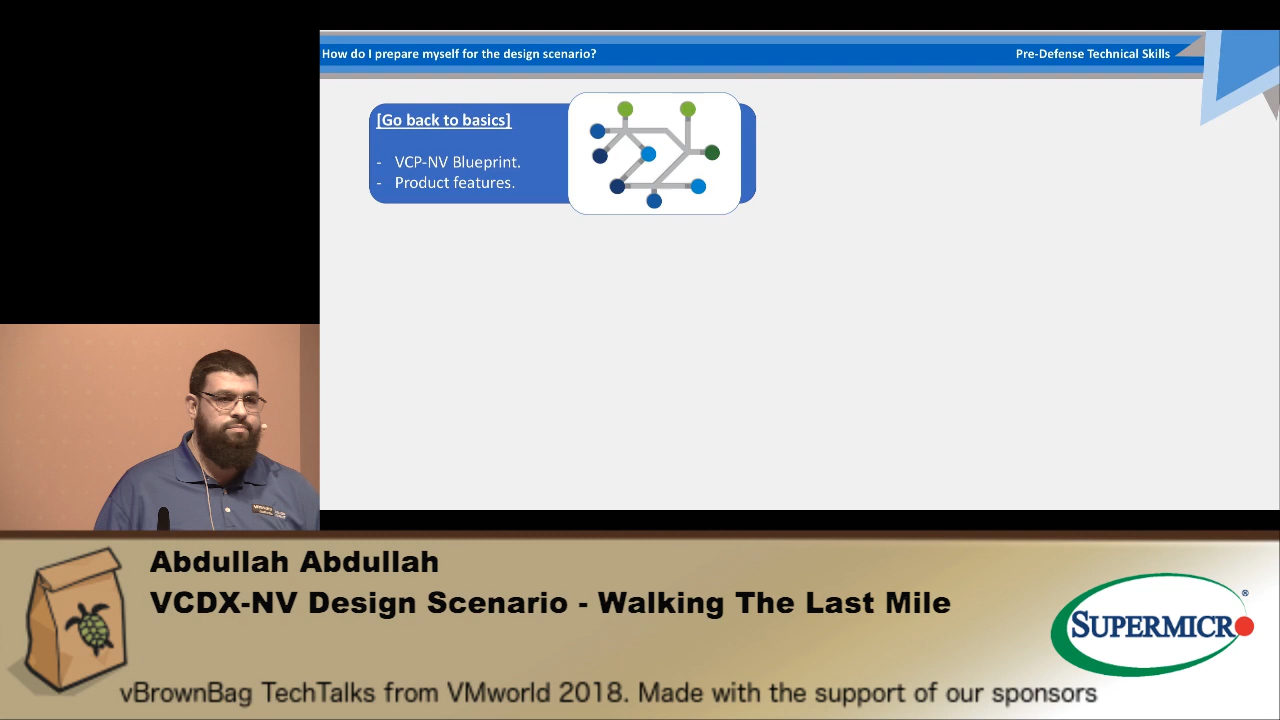 How do I prepare myself for the design scenario?
Pre-Defense Technical Skills
[Go back to basics]
- VCP-NV Blueprint.
- Product features.
Abdullah Abdullah
VCDX-NV Design Scenario - Walking The Last Mile
SUPERMICR
vBrownBag TechTalks from VMworld 2018. Made with the support of our sponsors